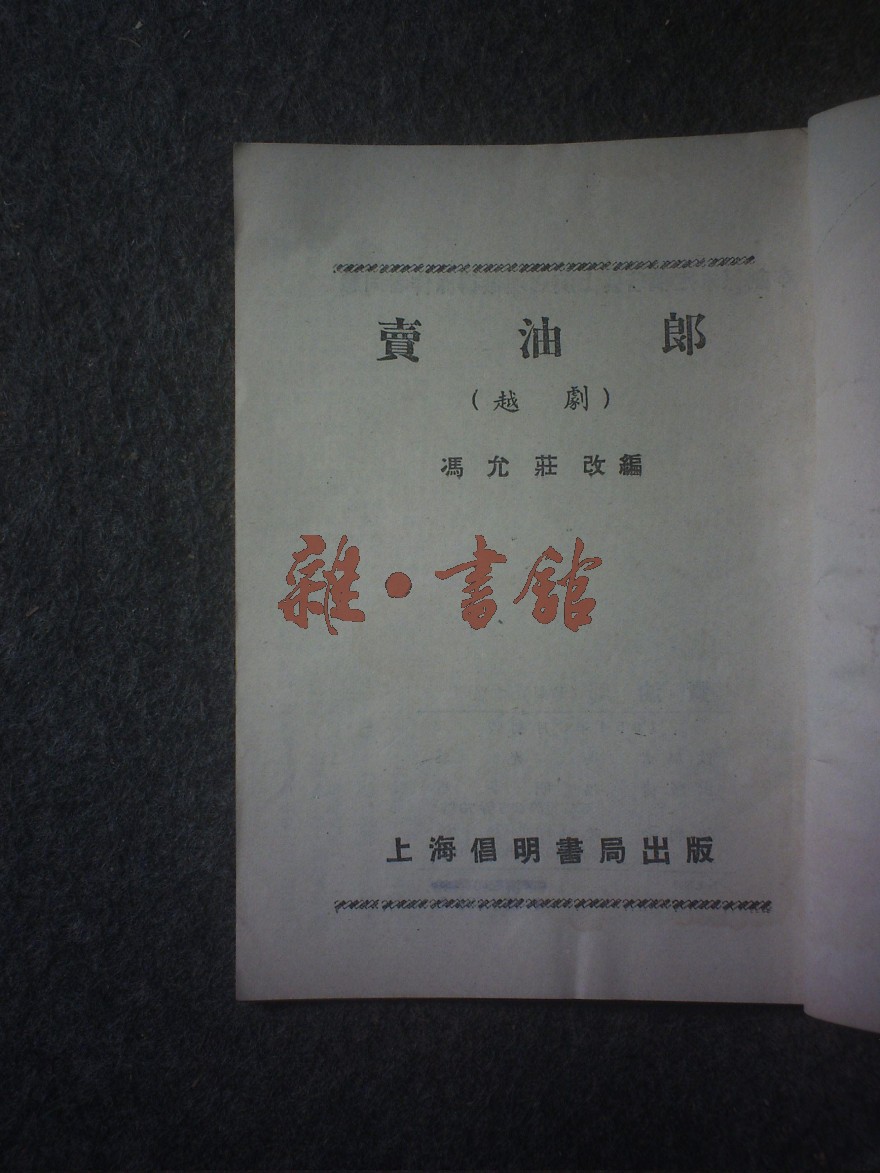 賣油郎
（越劇）
馮允莊改編
雜·書館
上海倡明書局出版